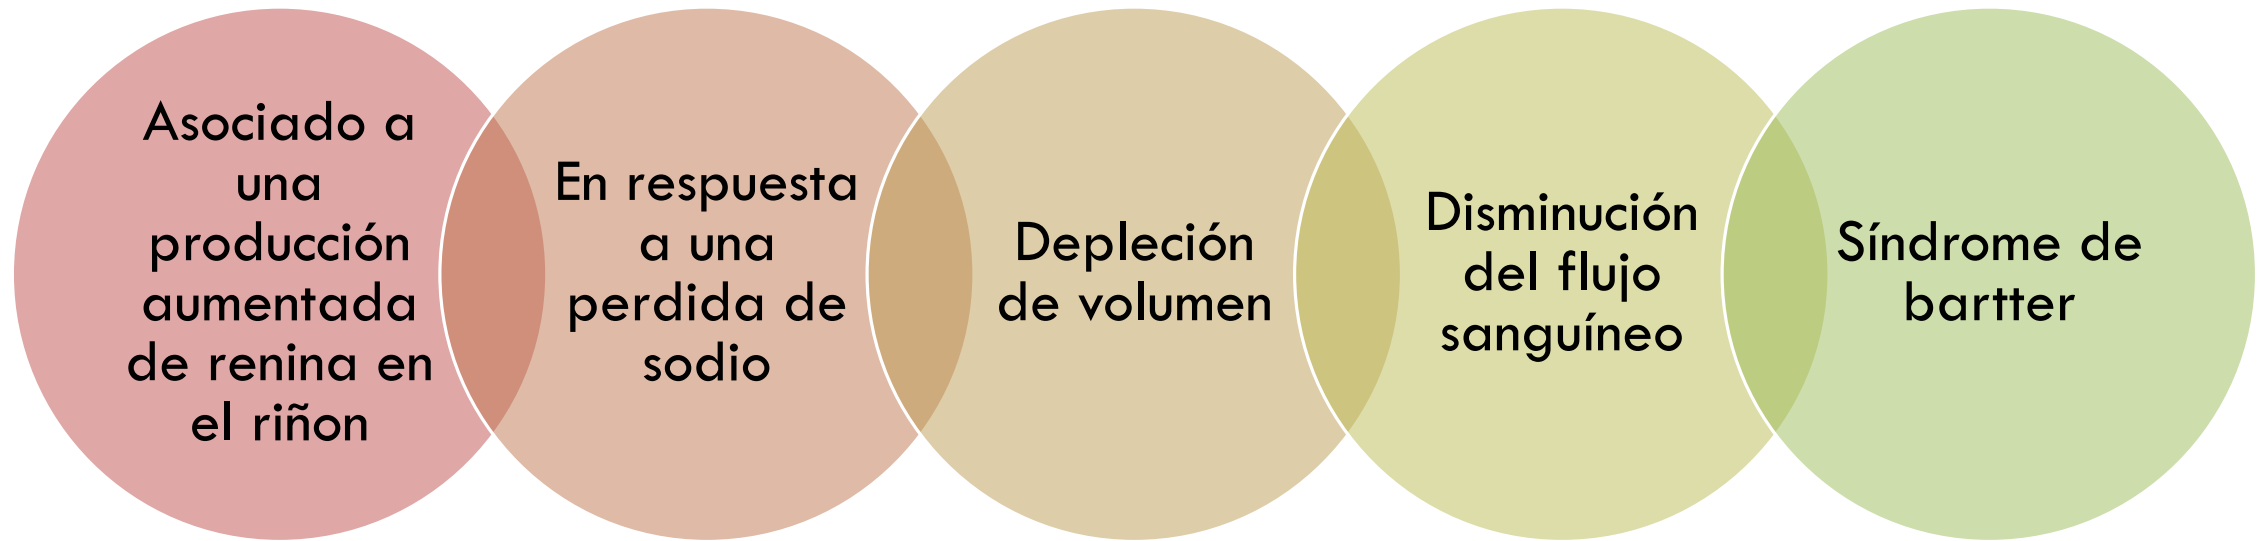 Asociado a
una
producción
aumentada
de renina en
el riñon
En respuesta
a una
perdida de
sodio
Depleción
de volumen
Disminución
del flujo
sanguíneo
Síndrome de
bartter